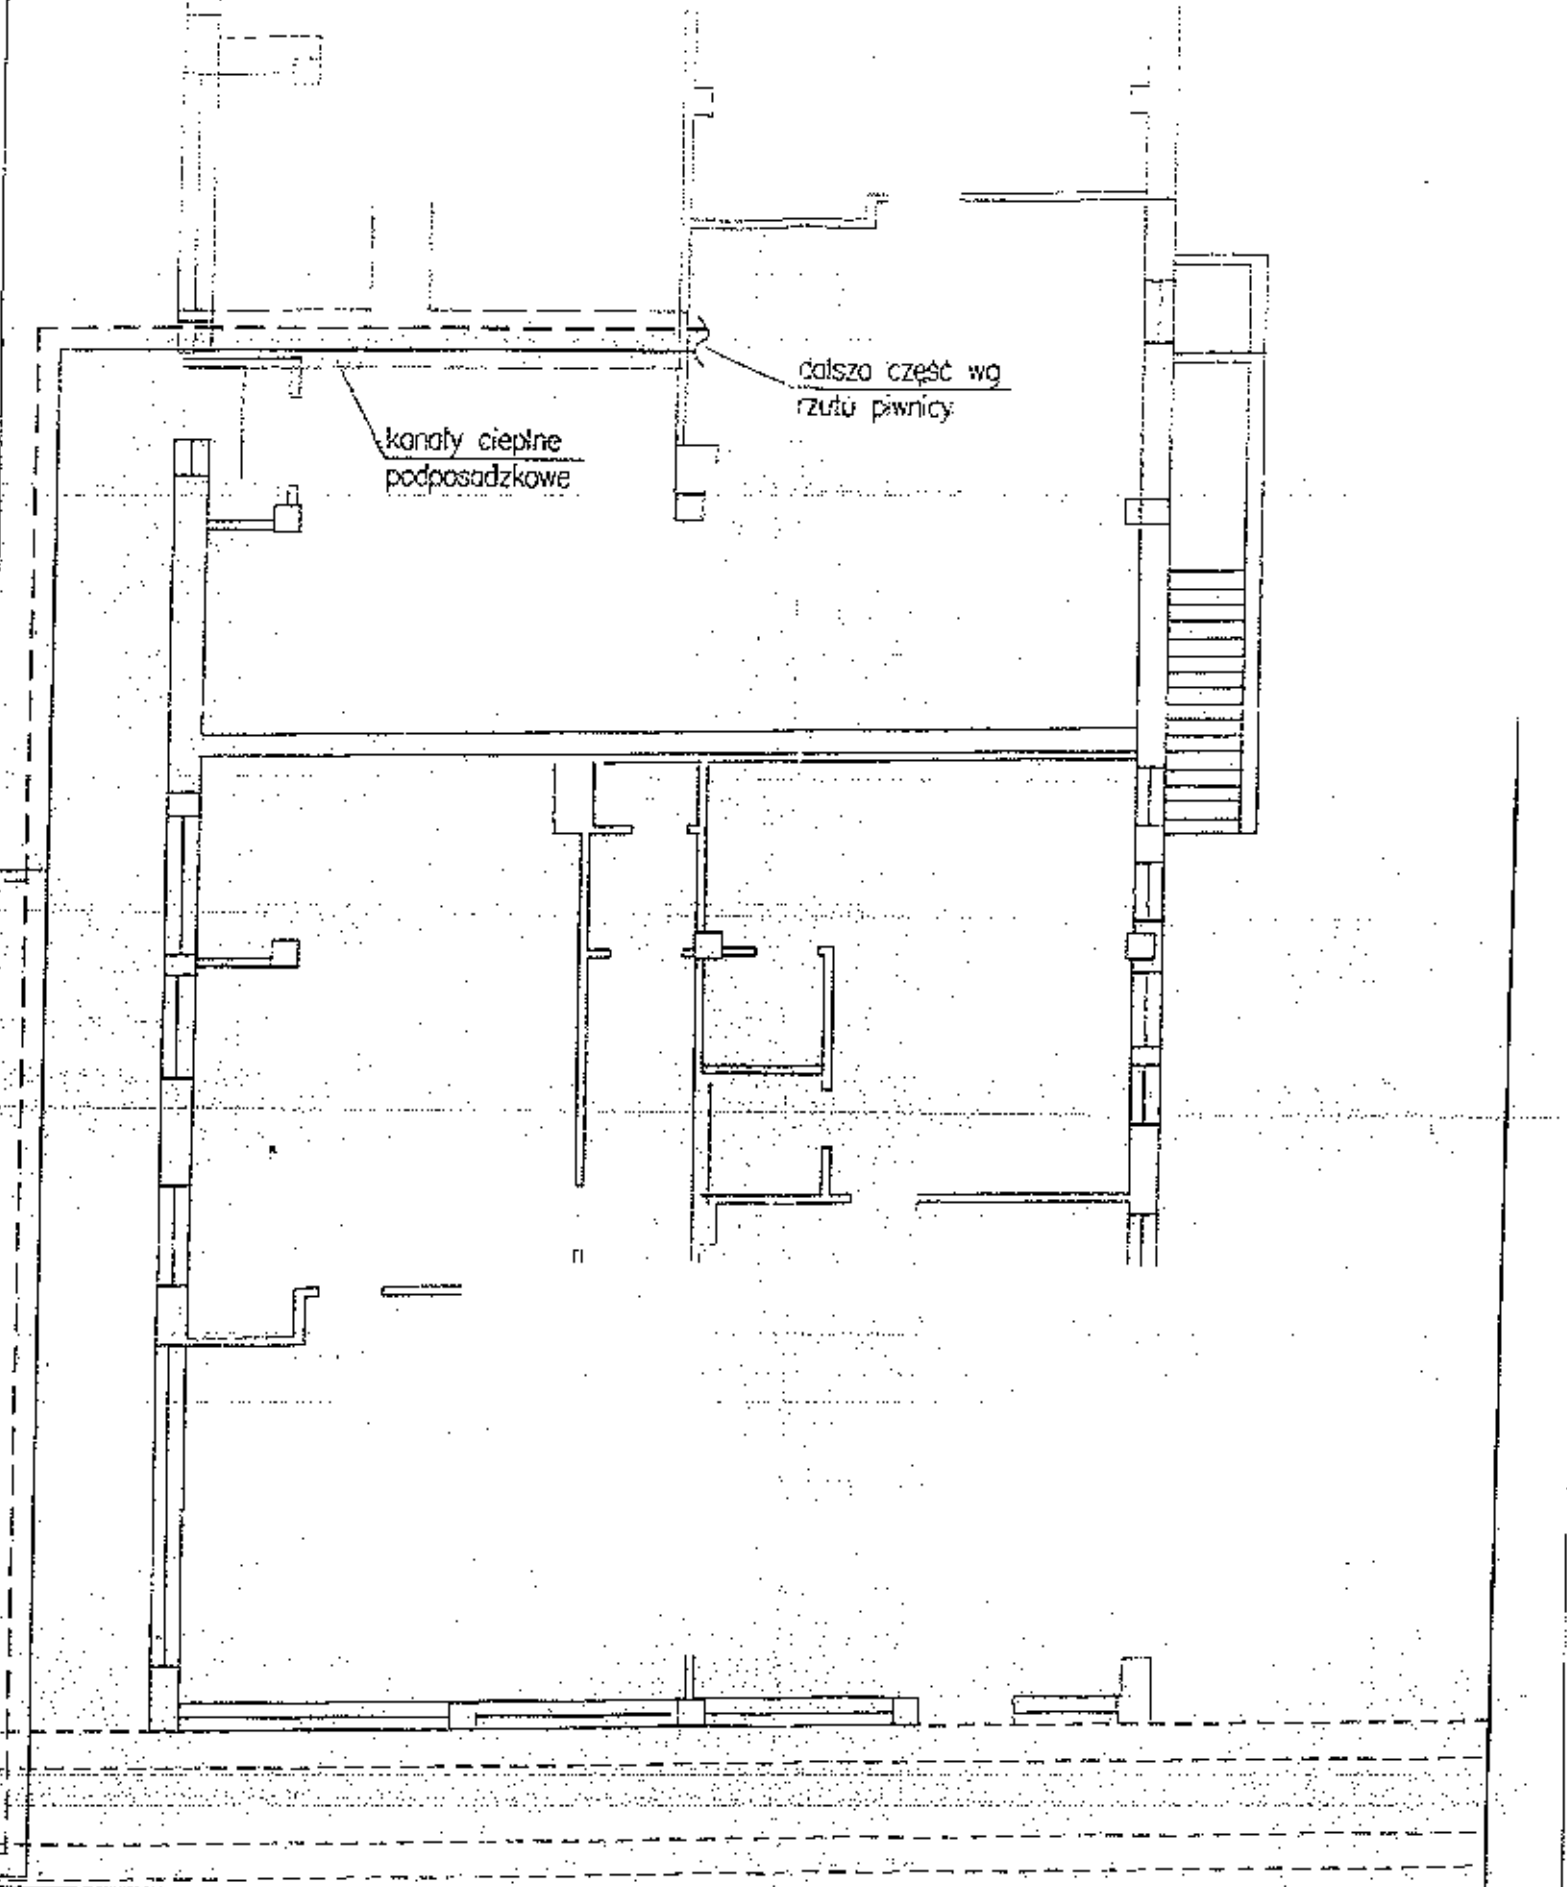 dalsza część wg
rzutu piwnicy
kanały cieplne
podposadzkowe